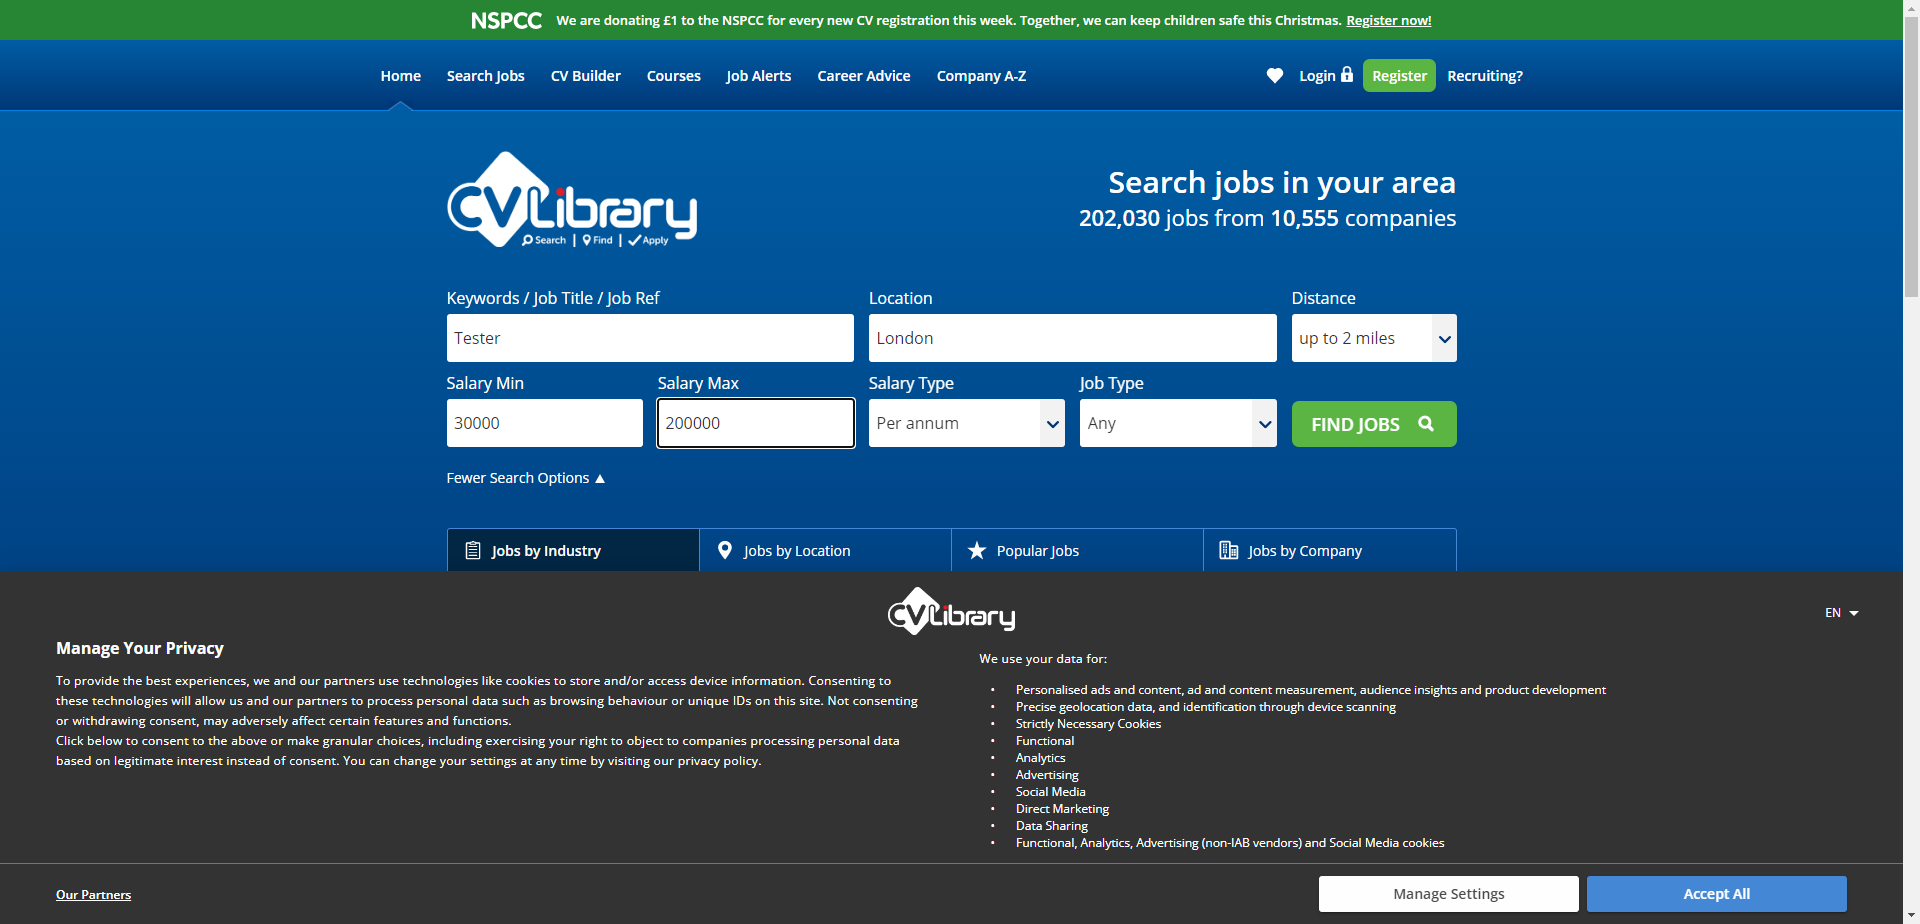 NSPCC We are donating £1 to the NSPCC for every new CV registration this week. Together, we can keep children safe this Christmas. Register now!
Home Search Jobs CV Builder Courses Job Alerts Career Advice Company A-Z Login Register Recruiting?
CV Library
Search | Find | Apply
Search jobs in your area
202,030 jobs from 10,555 companies
Keywords / Job Title / Job Ref Location Distance
Tester London up to 2 miles
Salary Min Salary Max Salary Type Job Type
30000 200000 Per annum Any FIND JOBS
Fewer Search Options ▲
Jobs by Industry Jobs by Location Popular Jobs Jobs by Company
CV Library
EN
Manage Your Privacy
To provide the best experiences, we and our partners use technologies like cookies to store and/or access device information. Consenting to
these technologies will allow us and our partners to process personal data such as browsing behaviour or unique IDs on this site. Not consenting
or withdrawing consent, may adversely affect certain features and functions.
Click below to consent to the above or make granular choices, including exercising your right to object to companies processing personal data
based on legitimate interest instead of consent. You can change your settings at any time by visiting our privacy policy.
We use your data for:
• Personalised ads and content, ad and content measurement, audience insights and product development
• Precise geolocation data, and identification through device scanning
• Strictly Necessary Cookies
• Functional
• Analytics
• Advertising
• Social Media
• Direct Marketing
• Data Sharing
• Functional, Analytics, Advertising (non-IAB vendors) and Social Media cookies
Our Partners Manage Settings Accept All